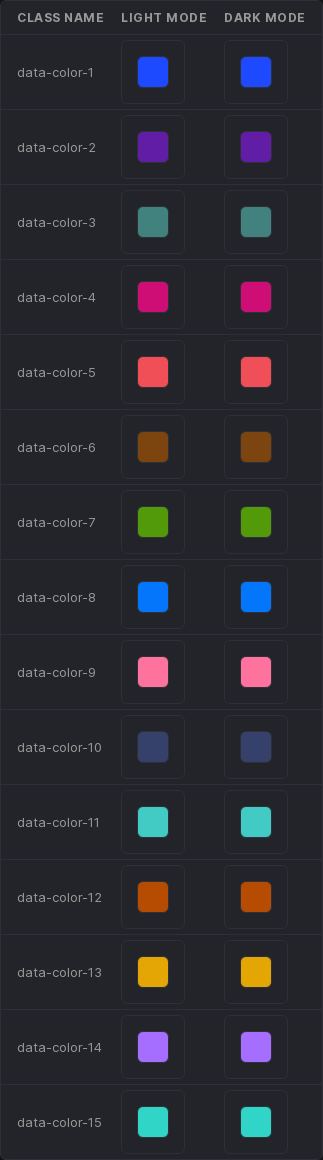 CLASS NAME LIGHT MODE DARK MODE
data-color-1
data-color-2
data-color-3
data-color-4
data-color-5
data-color-6
data-color-7
data-color-8
data-color-9
data-color-10
data-color-11
data-color-12
data-color-13
data-color-14
data-color-15